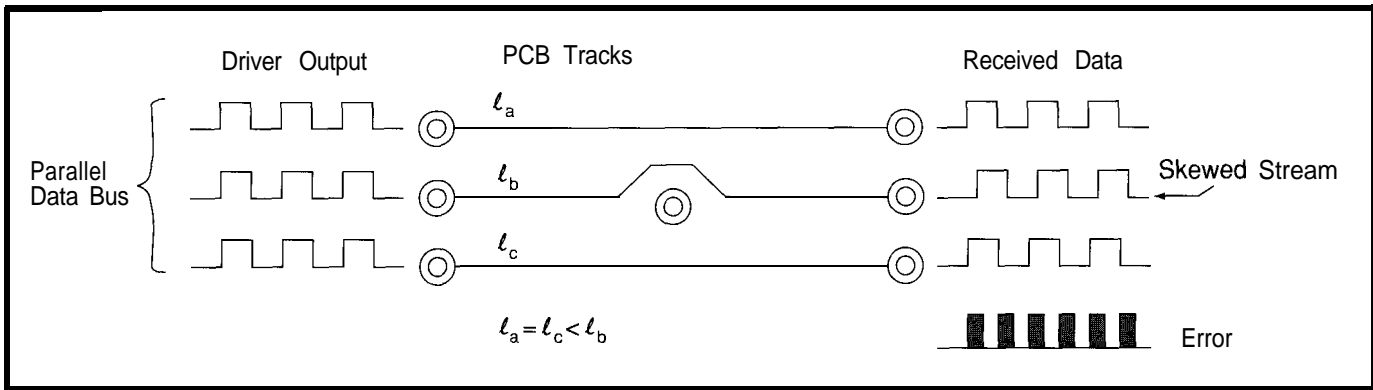 Driver Output
PCB Tracks
Received Data
ℓa
Parallel
Data Bus
ℓb
Skewed Stream
ℓc
ℓa = ℓc < ℓb
Error